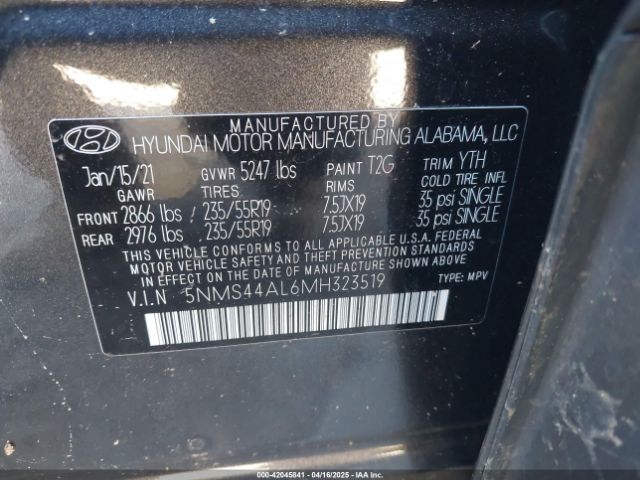 MANUFACTURED BY
HYUNDAI MOTOR MANUFACTURING ALABAMA, LLC
Jan/15/21 GVWR 5247 lbs PAINT T2G TRIM YTH
GAWR TIRES RIMS COLD TIRE INFL
FRONT 2866 lbs / 235/55R19 7.5JX19 35 psi SINGLE
REAR 2976 lbs / 235/55R19 7.5JX19 35 psi SINGLE
THIS VEHICLE CONFORMS TO ALL APPLICABLE U.S.A. FEDERAL
MOTOR VEHICLE SAFETY AND THEFT PREVENTION STANDARDS
IN EFFECT ON THE DATE OF MANUFACTURE SHOWN ABOVE.
V.I.N 5NMS44AL6MH323519 TYPE: MPV
© - 42045841 - 04/16/2025 - IAAI